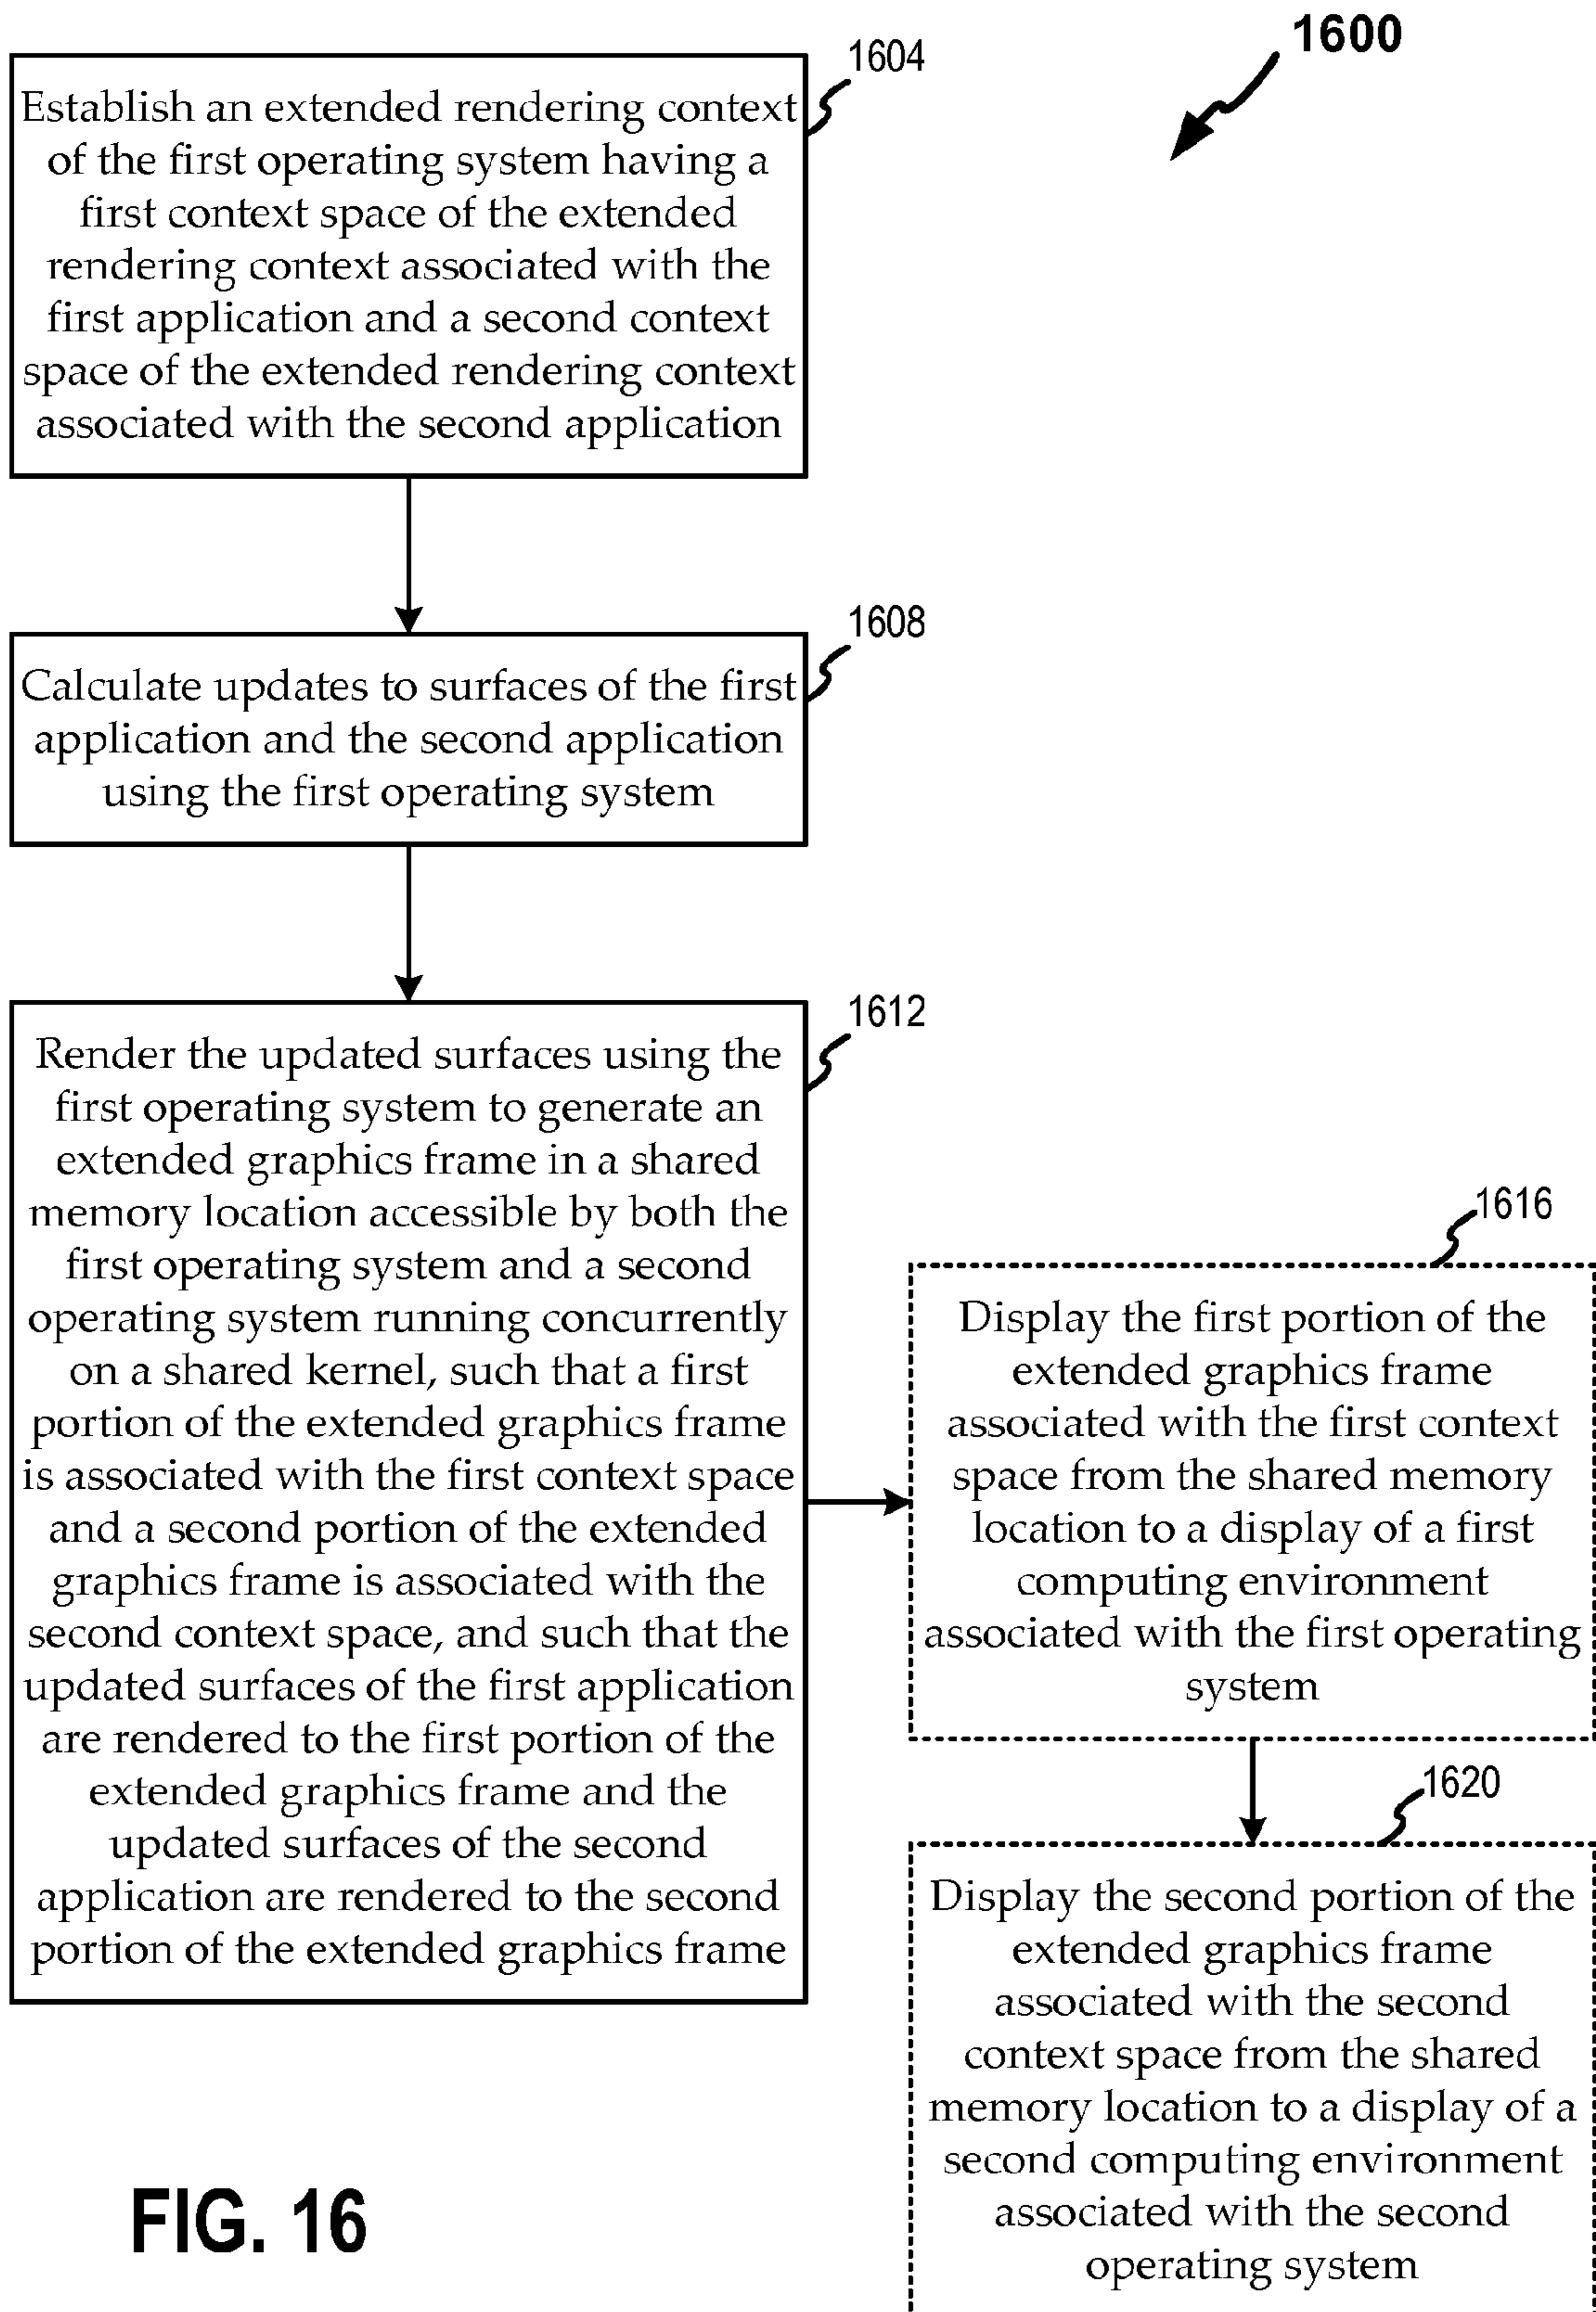 1600
1604
Establish an extended rendering context
of the first operating system having a
first context space of the extended
rendering context associated with the
first application and a second context
space of the extended rendering context
associated with the second application
1608
Calculate updates to surfaces of the first
application and the second application
using the first operating system
1612
Render the updated surfaces using the
first operating system to generate an
extended graphics frame in a shared
memory location accessible by both the
first operating system and a second
operating system running concurrently
on a shared kernel, such that a first
portion of the extended graphics frame
is associated with the first context space
and a second portion of the extended
graphics frame is associated with the
second context space, and such that the
updated surfaces of the first application
are rendered to the first portion of the
extended graphics frame and the
updated surfaces of the second
application are rendered to the second
portion of the extended graphics frame
1616
Display the first portion of the
extended graphics frame
associated with the first context
space from the shared memory
location to a display of a first
computing environment
associated with the first operating
system
1620
Display the second portion of the
extended graphics frame
associated with the second
context space from the shared
memory location to a display of a
second computing environment
associated with the second
operating system
FIG. 16